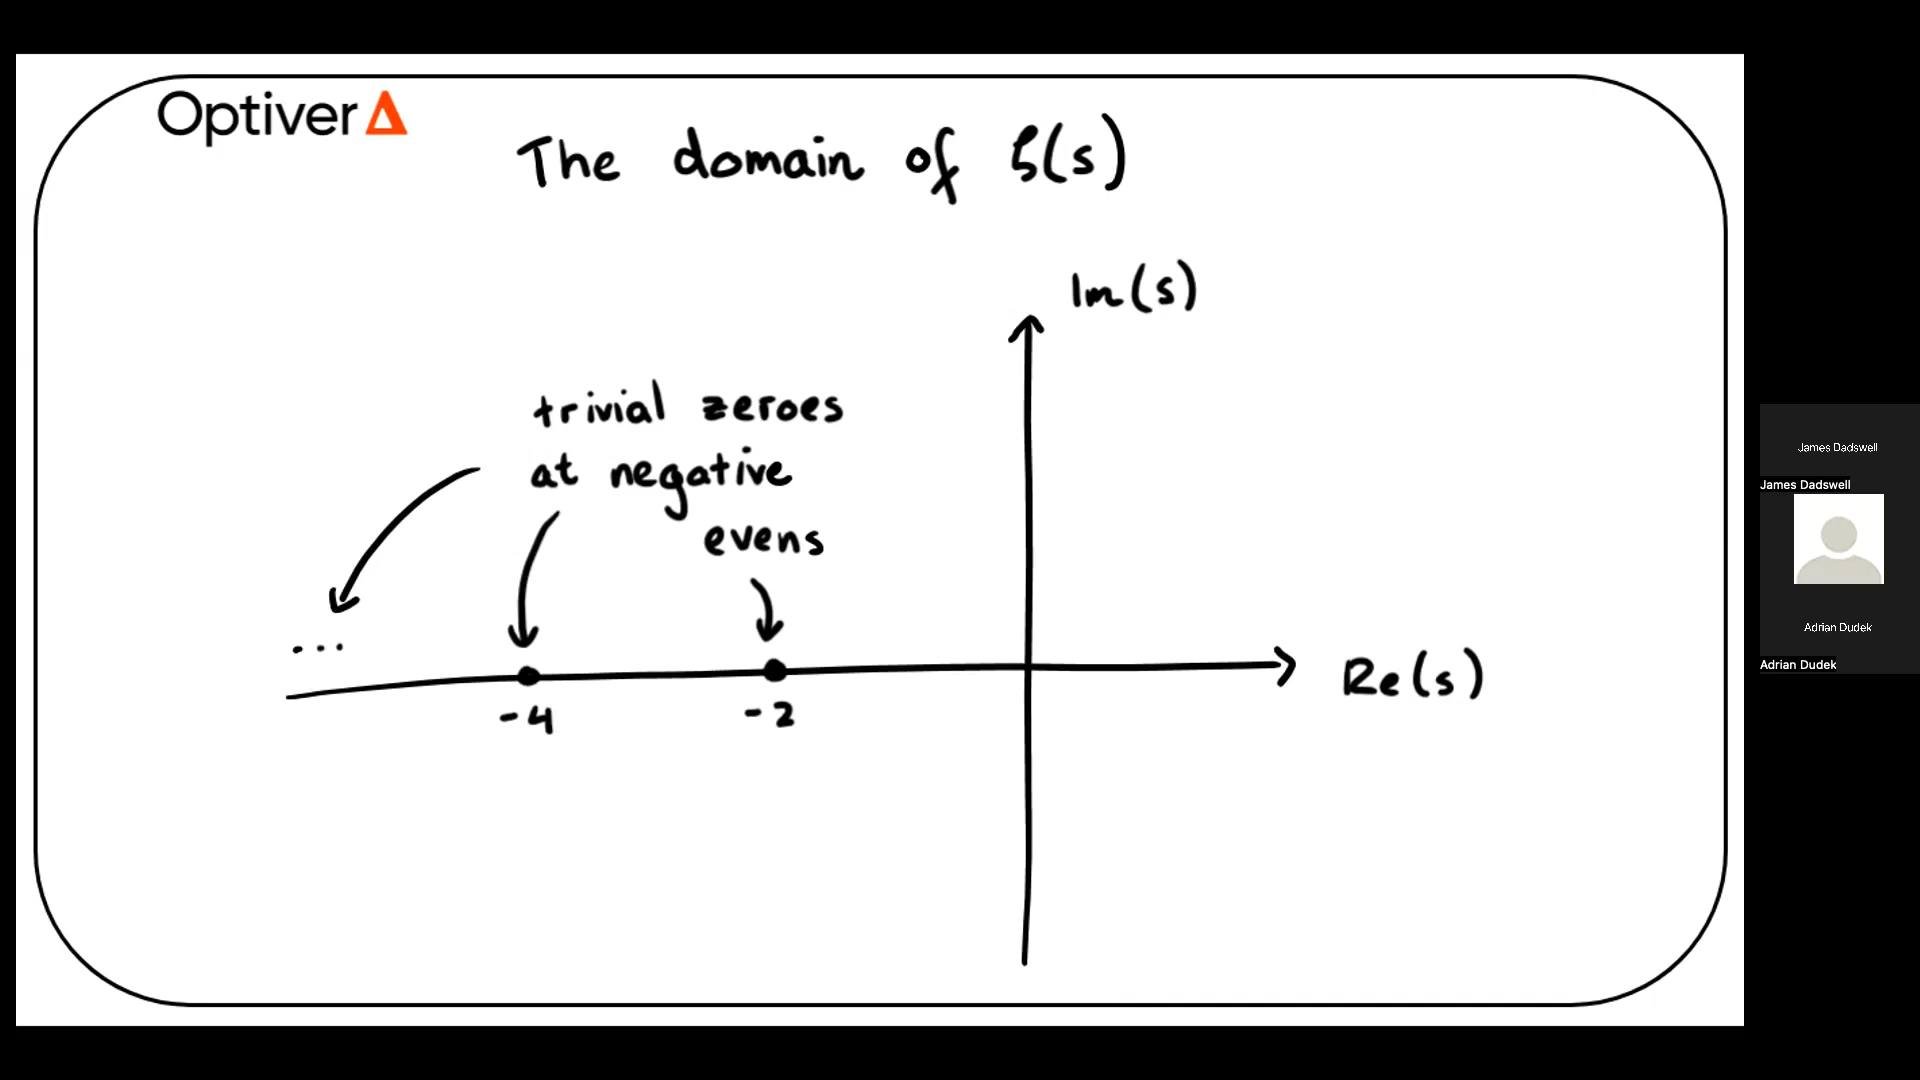 Optiver
The domain of ζ(s)
Im(s)
trivial zeroes
at negative
evens
...
-4
-2
Re(s)
James Dadswell
James Dadswell
Adrian Dudek
Adrian Dudek